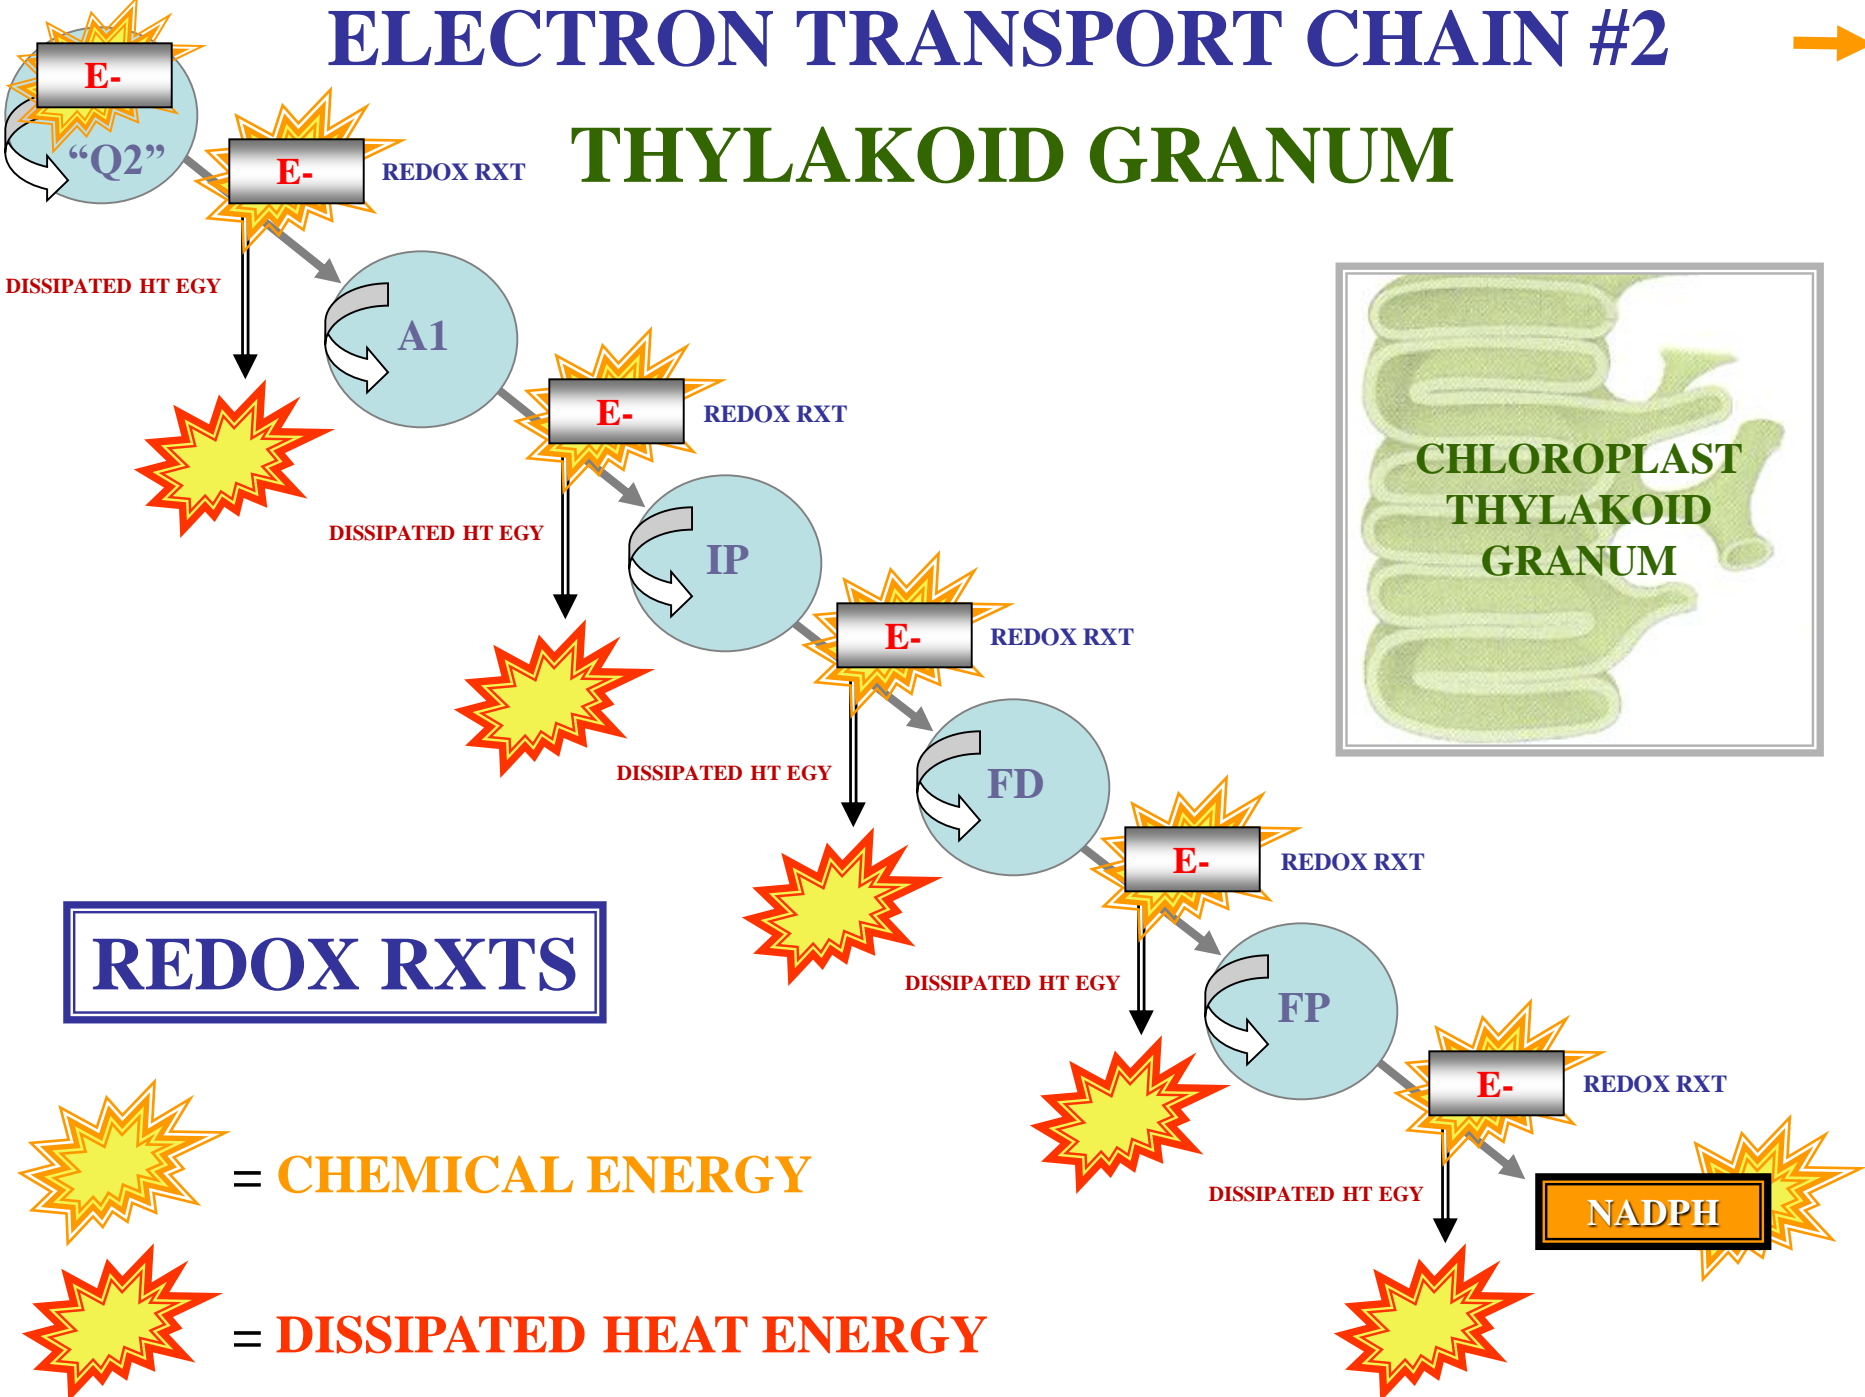 ELECTRON TRANSPORT CHAIN #2
THYLAKOID GRANUM
E-
“Q2”
E-
REDOX RXT
DISSIPATED HT EGY
A1
E-
REDOX RXT
DISSIPATED HT EGY
IP
E-
REDOX RXT
DISSIPATED HT EGY
FD
E-
REDOX RXT
DISSIPATED HT EGY
FP
E-
REDOX RXT
DISSIPATED HT EGY
NADPH
CHLOROPLAST
THYLAKOID
GRANUM
REDOX RXTS
= CHEMICAL ENERGY
= DISSIPATED HEAT ENERGY